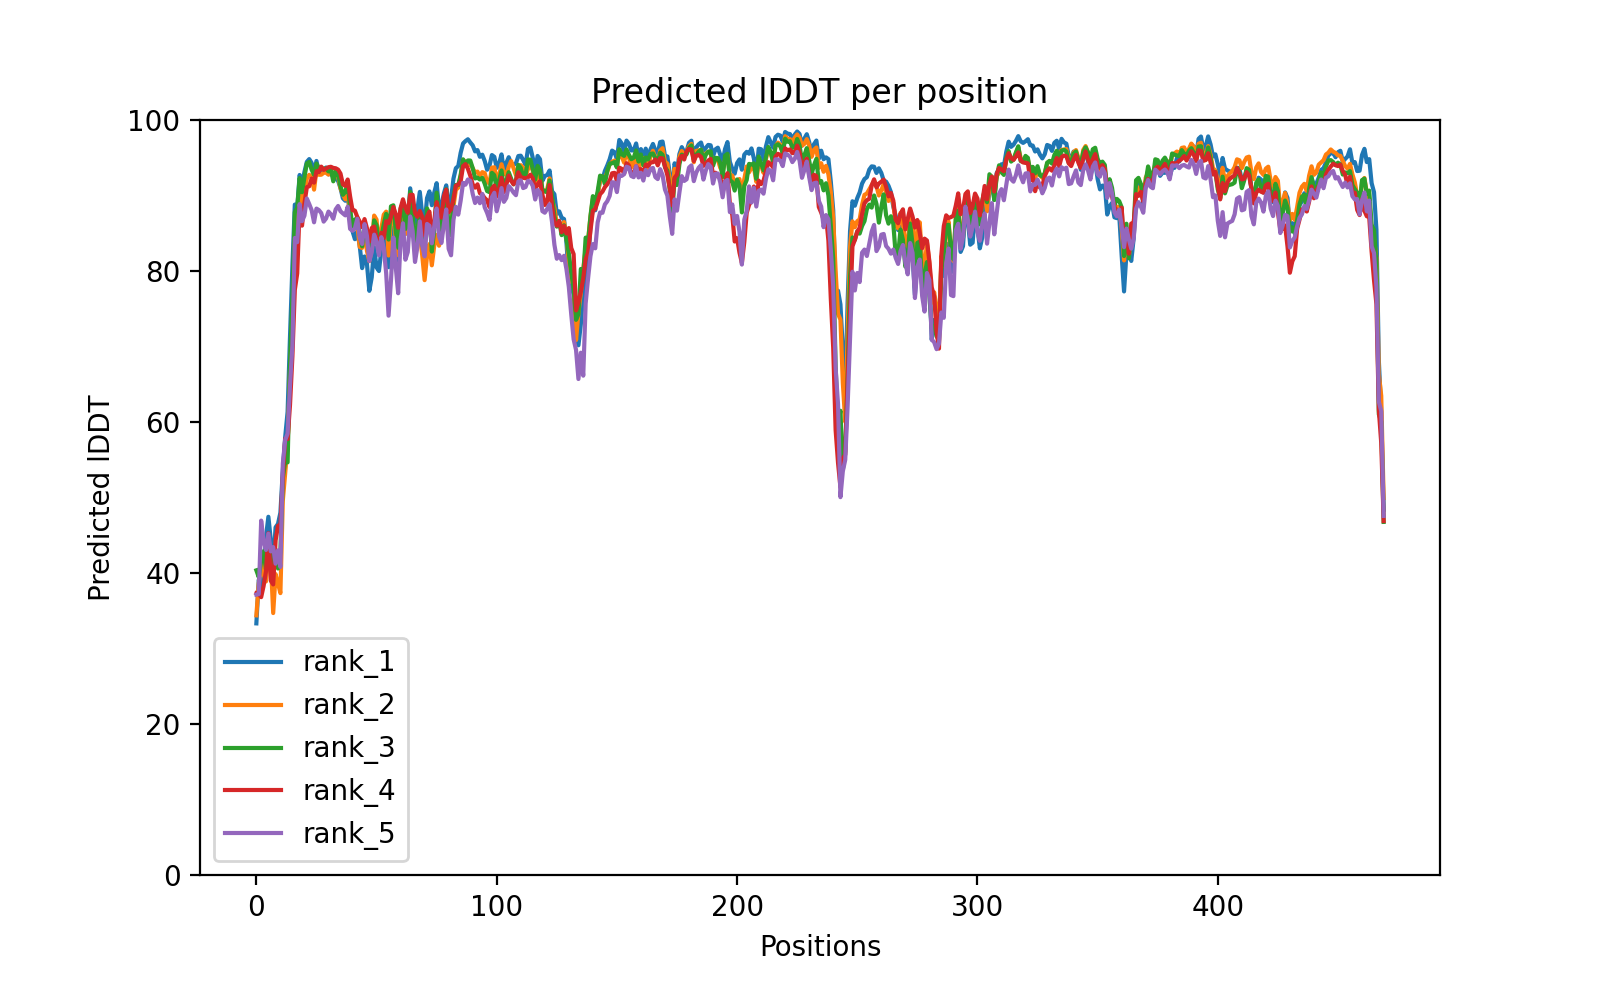 Predicted lDDT per position
100
80
60
40
20
0
Predicted lDDT
rank_1
rank_2
rank_3
rank_4
rank_5
0 100 200 300 400
Positions